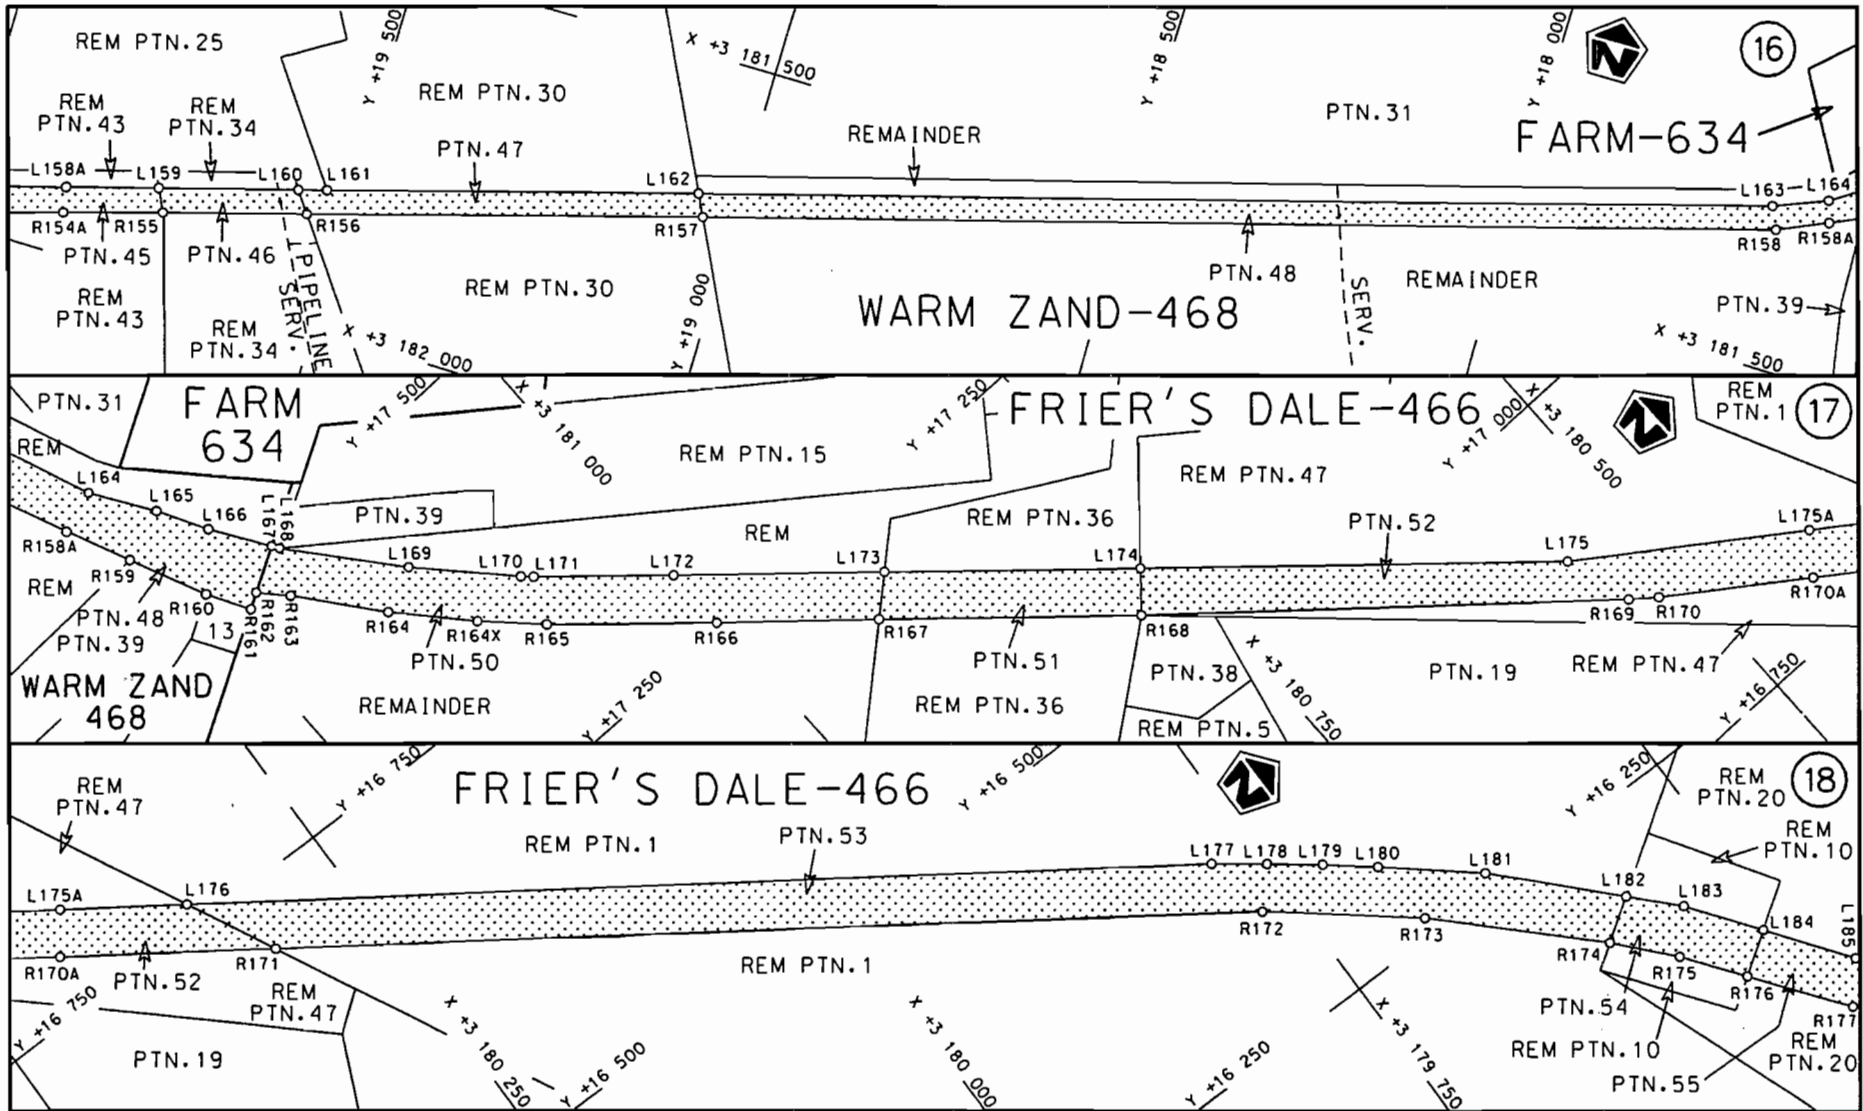 REM PTN.25
Y +19 500
X +3 181 500
Y +18 500
Y +18 000
N
16
REM
PTN.43
REM
PTN.34
REM PTN.30
PTN.47
REMAINDER
PTN.31
FARM-634
L158A
L159
L160
L161
L162
L163
L164
R154A
R155
R156
R157
R158
R158A
PTN.45
PTN.46
REM
PTN.43
REM
PTN.34
PIPELINE
SERV.
REM PTN.30
X +3 182 000
Y +19 000
WARM ZAND-468
PTN.48
SERV.
REMAINDER
PTN.39
X +3 181 500
PTN.31
FARM
634
Y +17 500
X +3 181 000
Y +17 250
FRIER'S DALE-466
Y +17 000
X +3 180 500
N
REM
PTN.1
17
REM
REM PTN.15
REM PTN.47
PTN.39
REM
REM PTN.36
PTN.52
L164
L165
L166
L167
L168
L169
L170
L171
L172
L173
L174
L175
L175A
R158A
R159
R160
R161
R162
R163
R164
R164X
R165
R166
R167
R168
R169
R170
R170A
REM
PTN.48
PTN.39
13
PTN.50
PTN.51
PTN.38
PTN.19
REM PTN.47
WARM ZAND
468
REMAINDER
Y +17 250
REM PTN.36
REM PTN.5
X +3 180 750
Y +16 750
REM
PTN.47
Y +16 750
FRIER'S DALE-466
Y +16 500
N
Y +16 250
REM
PTN.20
18
REM PTN.1
PTN.53
REM
PTN.10
L175A
L176
L177
L178
L179
L180
L181
L182
L183
L184
L185
R170A
R171
R172
R173
R174
R175
R176
R177
PTN.52
REM
PTN.47
REM PTN.1
Y +16 750
PTN.19
X +3 180 250
Y +16 500
X +3 180 000
Y +16 250
X +3 179 750
PTN.54
REM PTN.10
PTN.55
REM
PTN.20